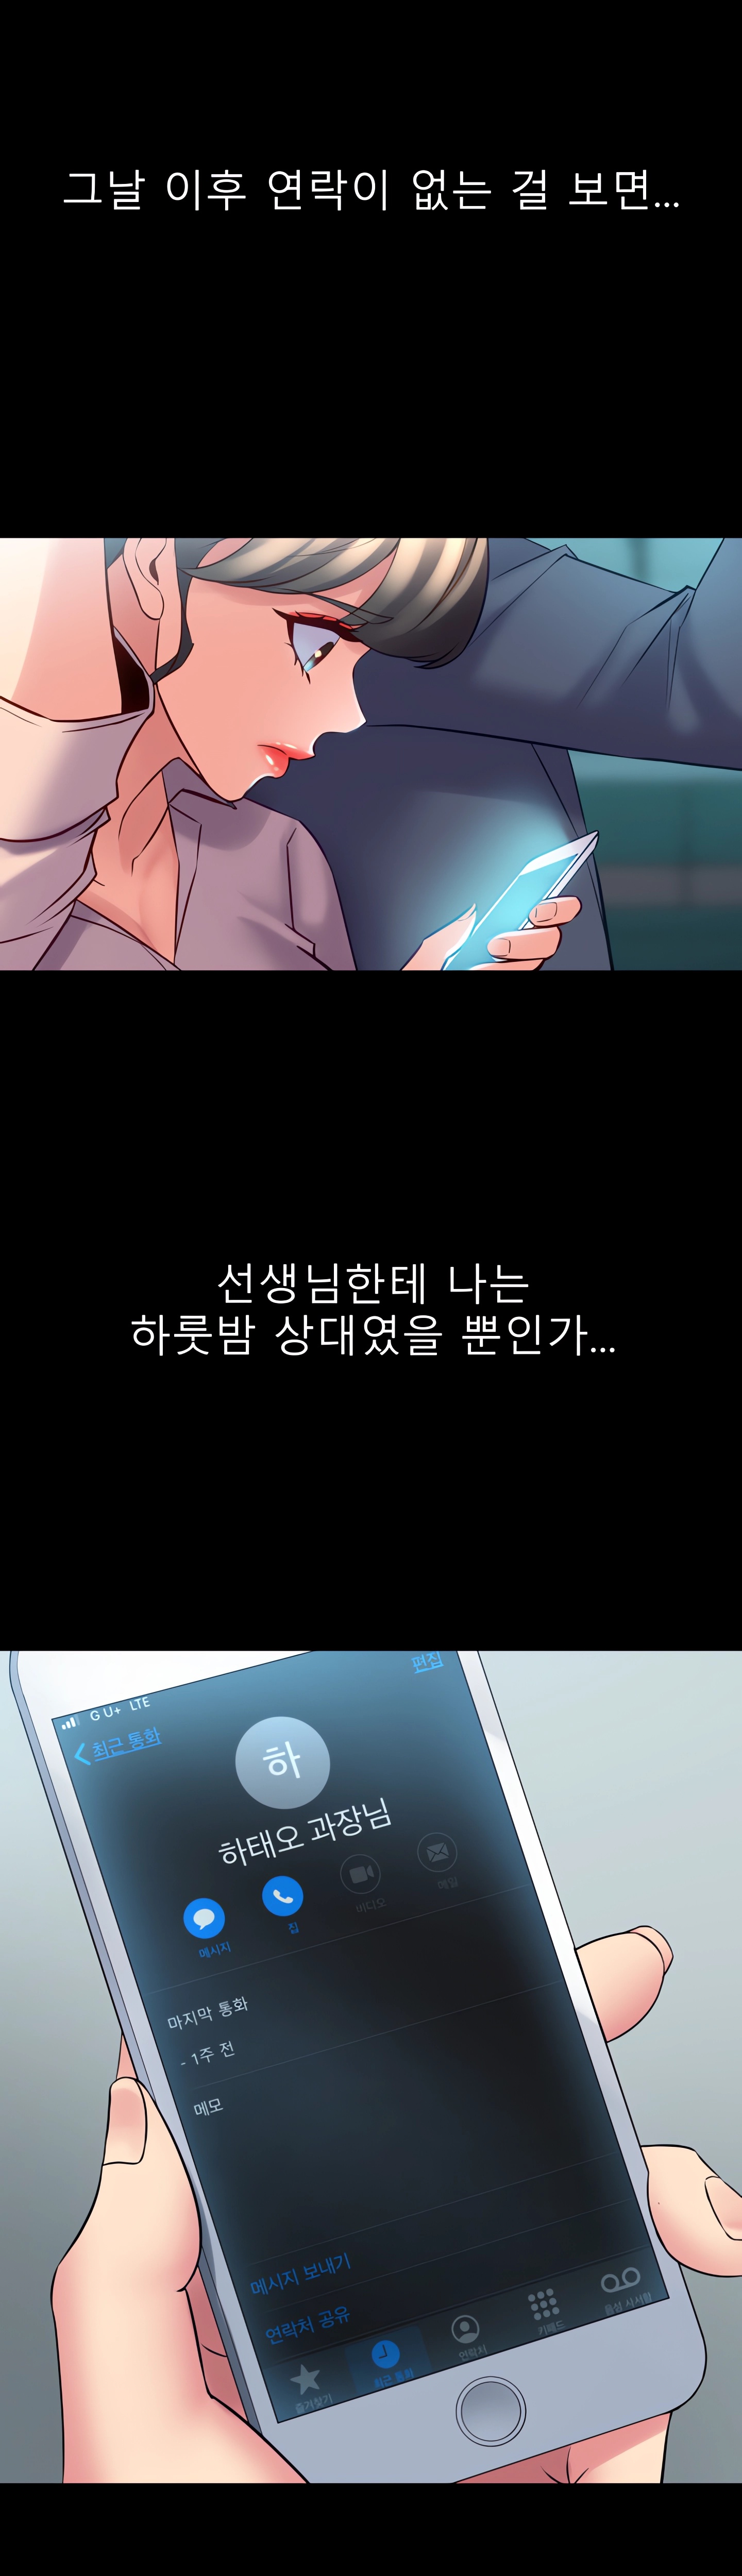 그날 이후 연락이 없는 걸 보면...
선생님한테 나는
하룻밤 상대였을 뿐인가...
편집
G U+ LTE
최근 통화
하
하태오 과장님
메시지
집
비디오
메일
마지막 통화
- 1주 전
메모
메시지 보내기
연락처 공유
즐겨찾기
최근 통화
연락처
키패드
음성 사서함